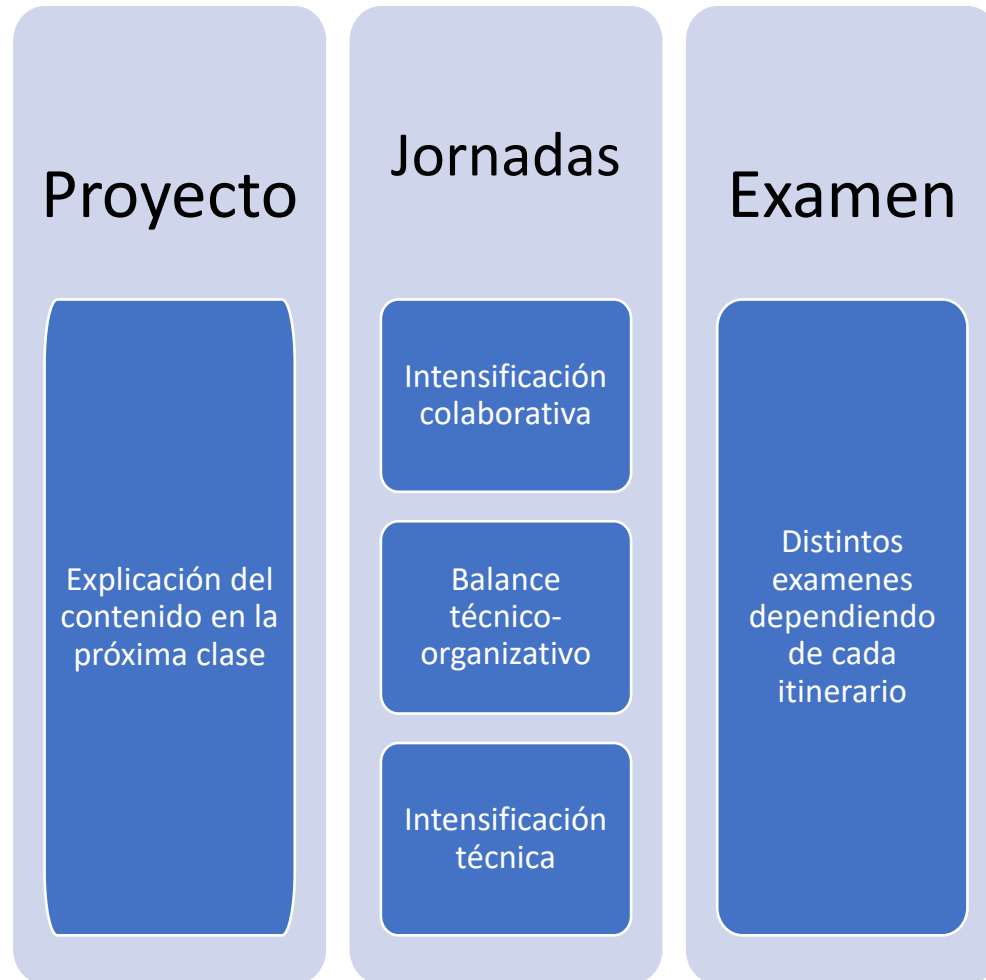 Proyecto
Explicación del
contenido en la
próxima clase
Jornadas
Intensificación
colaborativa
Balance
técnico-
organizativo
Intensificación
técnica
Examen
Distintos
examenes
dependiendo
de cada
itinerario